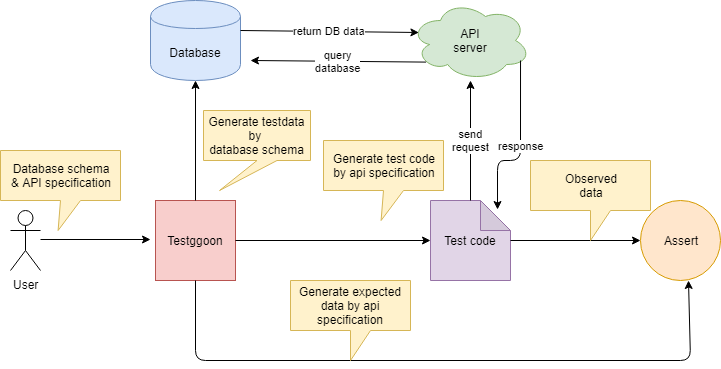 Database
return DB data
API
server
query
database
Generate testdata
by
database schema
send
request
response
Generate test code
by api specification
Database schema
& API specification
Observed
data
User
Testggoon
Test code
Assert
Generate expected
data by api
specification